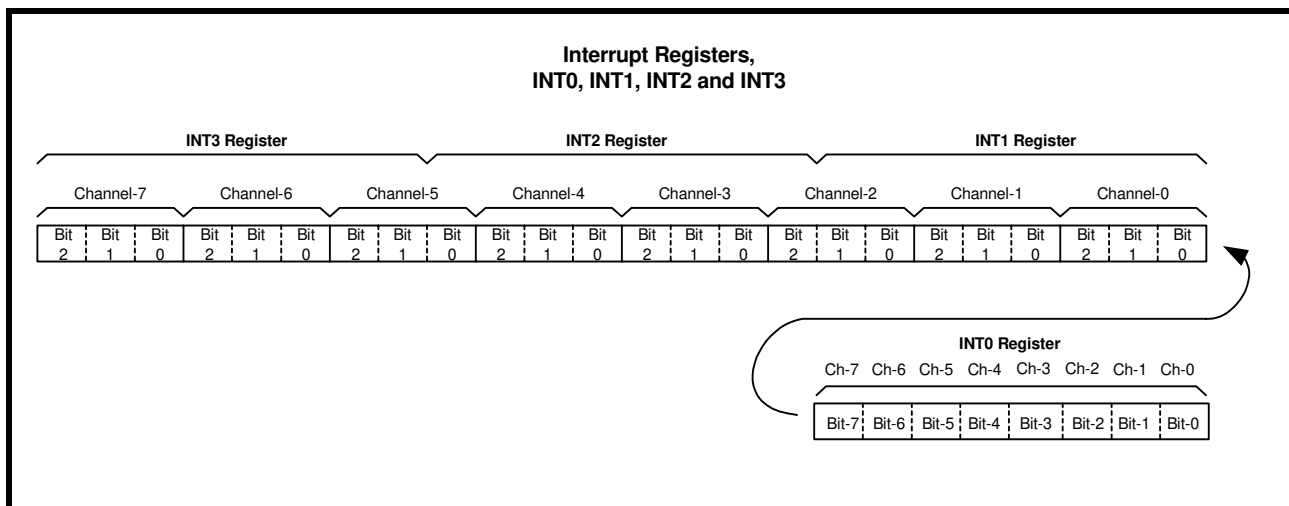 Interrupt Registers,
INT0, INT1, INT2 and INT3
INT3 Register INT2 Register INT1 Register
Channel-7 Channel-6 Channel-5 Channel-4 Channel-3 Channel-2 Channel-1 Channel-0
Bit Bit Bit Bit Bit Bit Bit Bit Bit Bit Bit Bit Bit Bit Bit Bit Bit Bit Bit Bit Bit Bit Bit Bit
2 1 0 2 1 0 2 1 0 2 1 0 2 1 0 2 1 0 2 1 0 2 1 0
INT0 Register
Ch-7 Ch-6 Ch-5 Ch-4 Ch-3 Ch-2 Ch-1 Ch-0
Bit-7 Bit-6 Bit-5 Bit-4 Bit-3 Bit-2 Bit-1 Bit-0